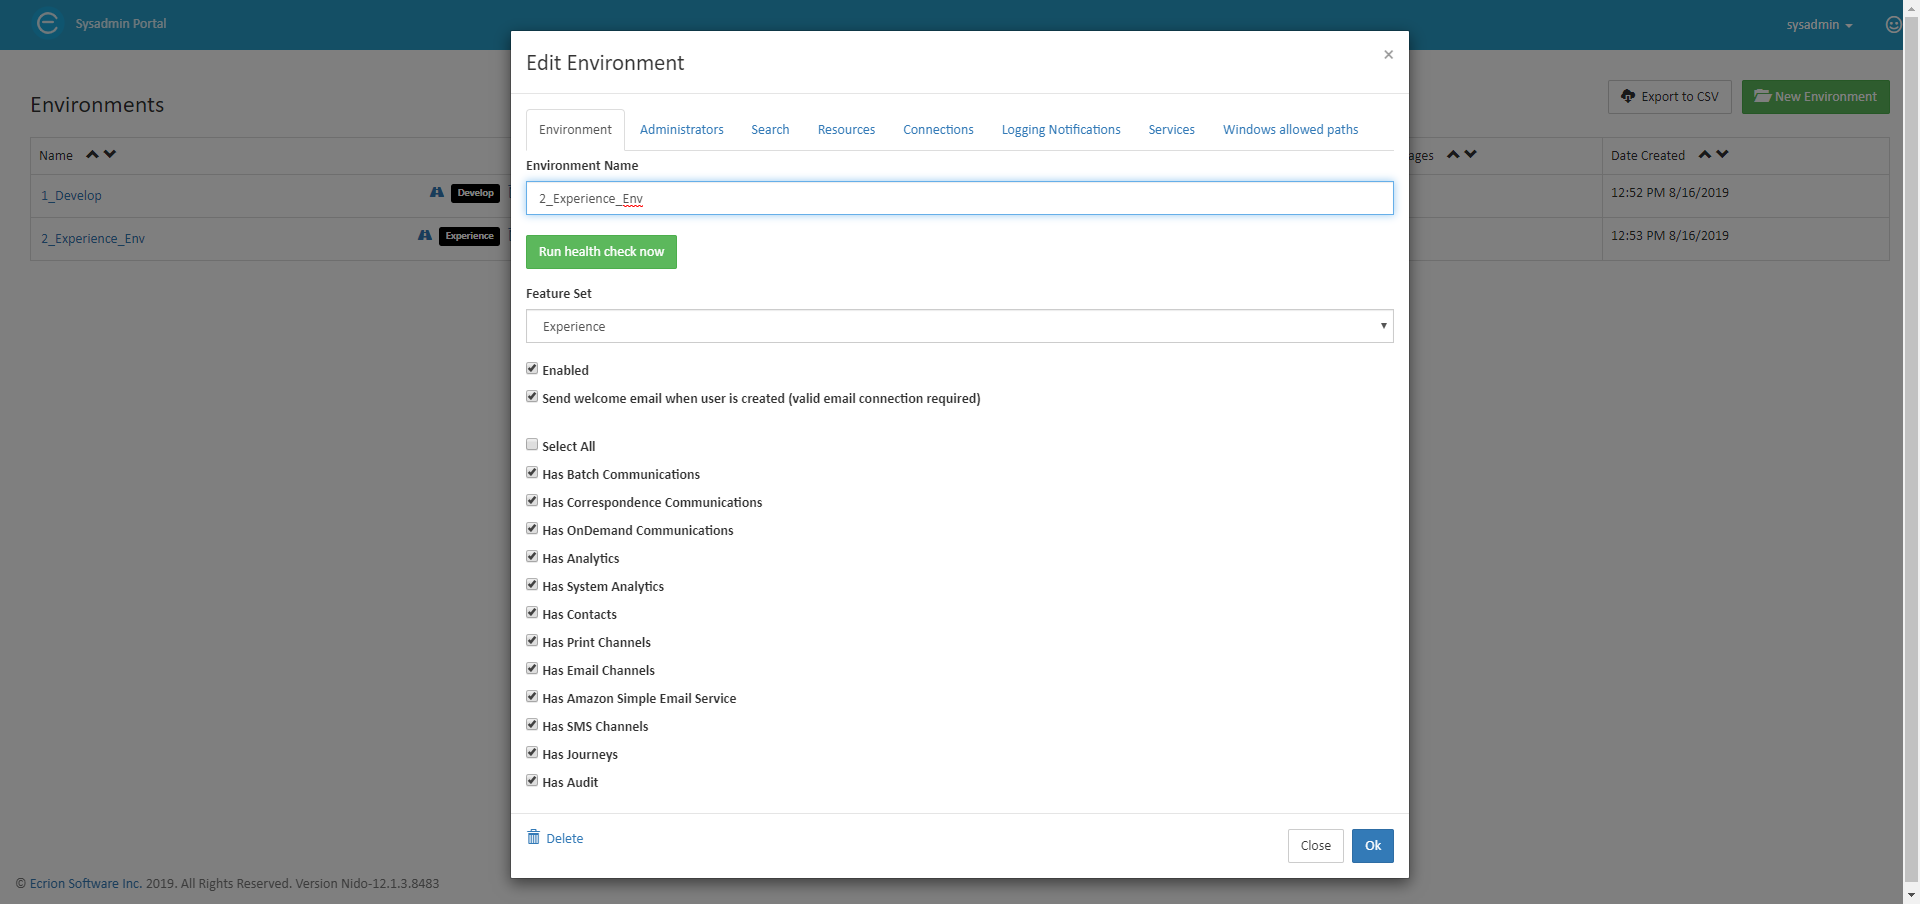 Sysadmin Portal
sysadmin
Edit Environment
×
Environments
Export to CSV
New Environment
Environment Administrators Search Resources Connections Logging Notifications Services Windows allowed paths
Name
ages
Date Created
Environment Name
1_Develop
Develop
12:52 PM 8/16/2019
2_Experience_Env
2_Experience_Env
Experience
12:53 PM 8/16/2019
Run health check now
Feature Set
Experience
Enabled
Send welcome email when user is created (valid email connection required)
Select All
Has Batch Communications
Has Correspondence Communications
Has OnDemand Communications
Has Analytics
Has System Analytics
Has Contacts
Has Print Channels
Has Email Channels
Has Amazon Simple Email Service
Has SMS Channels
Has Journeys
Has Audit
Delete
Close
Ok
© Ecrion Software Inc. 2019. All Rights Reserved. Version Nido-12.1.3.8483